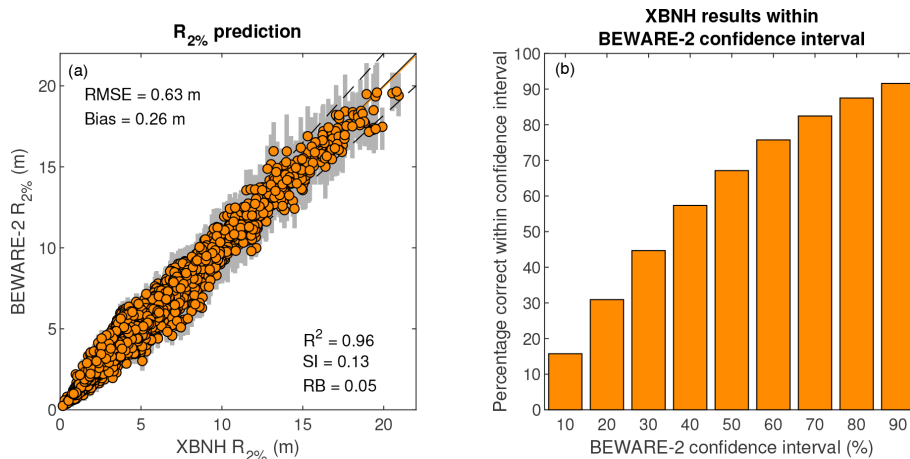 R2% prediction
(a)
RMSE = 0.63 m
Bias = 0.26 m
R2 = 0.96
SI = 0.13
RB = 0.05
20
15
10
5
0
BEWARE-2 R2% (m)
0 5 10 15 20
XBNH R2% (m)
XBNH results within
BEWARE-2 confidence interval
(b)
100
90
80
70
60
50
40
30
20
10
0
Percentage correct within confidence interval
10 20 30 40 50 60 70 80 90
BEWARE-2 confidence interval (%)